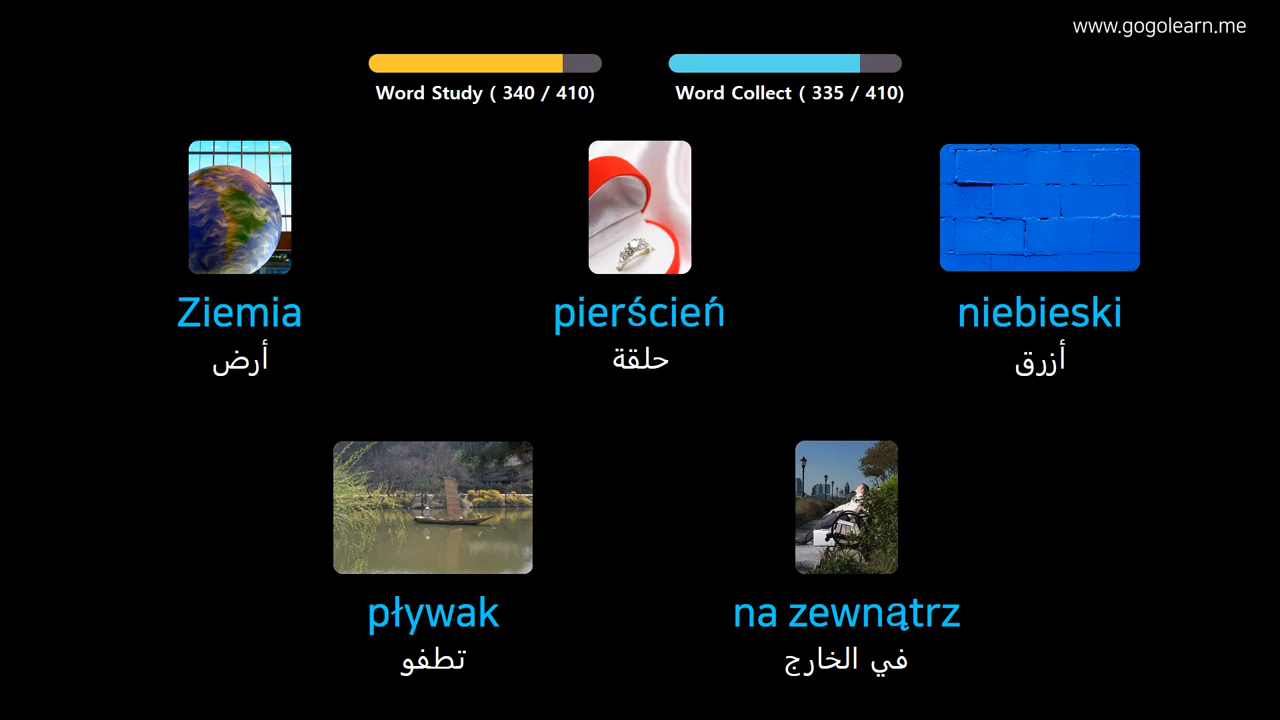 www.gogolearn.me
Word Study ( 340 / 410)
Word Collect ( 335 / 410)
Ziemia
أرض
pierścień
حلقة
niebieski
أزرق
pływak
تطفو
na zewnątrz
في الخارج